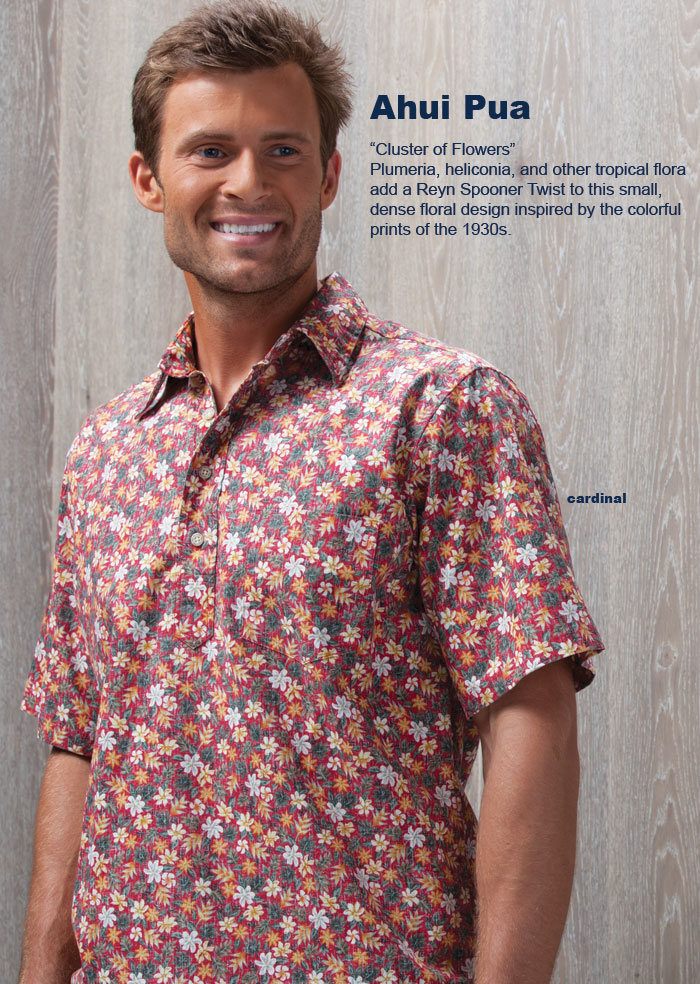 Ahui Pua
“Cluster of Flowers”
Plumeria, heliconia, and other tropical flora
add a Reyn Spooner Twist to this small,
dense floral design inspired by the colorful
prints of the 1930s.
cardinal